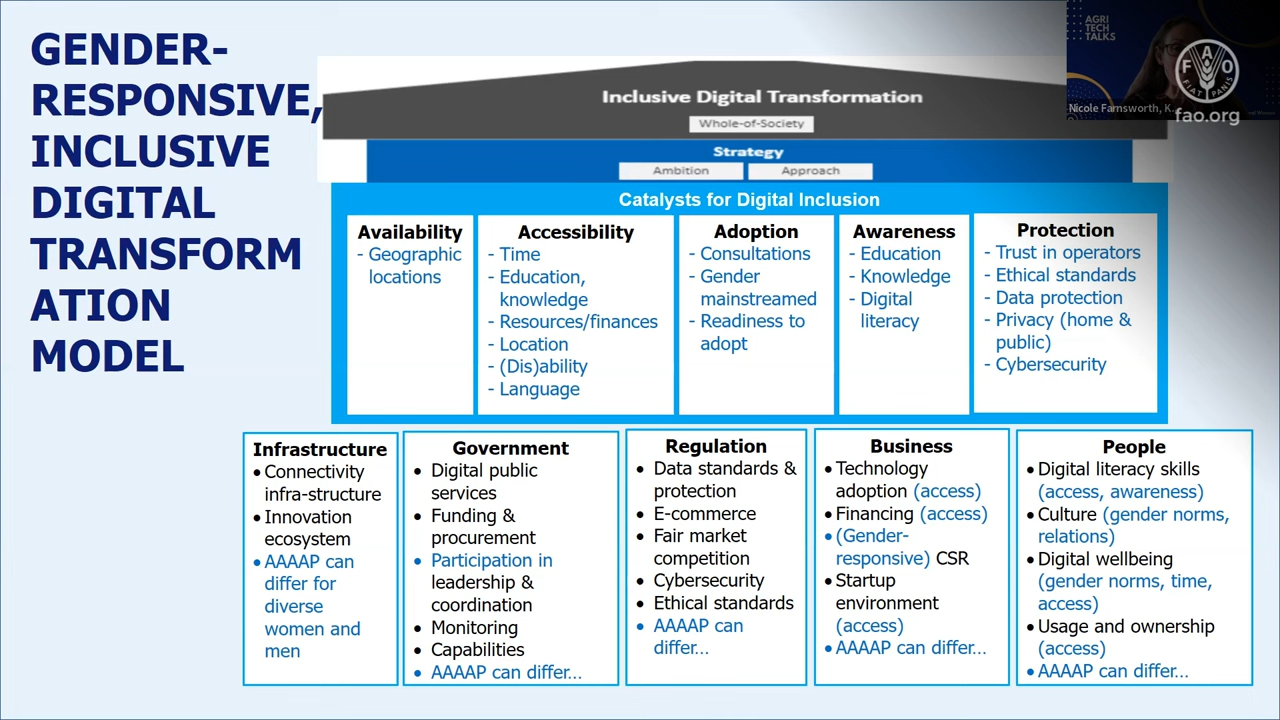 GENDER-
RESPONSIVE,
INCLUSIVE
DIGITAL
TRANSFORM
ATION
MODEL
AGRI
TECH
TALKS
F A O
FIAT PANIS
Nicole Farnsworth, K...
fao.org
Inclusive Digital Transformation
Whole-of-Society
Strategy
Ambition
Approach
Catalysts for Digital Inclusion
Availability
- Geographic
locations
Accessibility
- Time
- Education,
knowledge
- Resources/finances
- Location
- (Dis)ability
- Language
Adoption
- Consultations
- Gender
mainstreamed
- Readiness to
adopt
Awareness
- Education
- Knowledge
- Digital
literacy
Protection
- Trust in operators
- Ethical standards
- Data protection
- Privacy (home &
public)
- Cybersecurity
Infrastructure
• Connectivity
infra-structure
• Innovation
ecosystem
• AAAAP can
differ for
diverse
women and
men
Government
• Digital public
services
• Funding &
procurement
• Participation in
leadership &
coordination
• Monitoring
• Capabilities
• AAAAP can differ…
Regulation
• Data standards &
protection
• E-commerce
• Fair market
competition
• Cybersecurity
• Ethical standards
• AAAAP can
differ…
Business
• Technology
adoption (access)
• Financing (access)
• (Gender-
responsive) CSR
• Startup
environment
(access)
• AAAAP can differ…
People
• Digital literacy skills
(access, awareness)
• Culture (gender norms,
relations)
• Digital wellbeing
(gender norms, time,
access)
• Usage and ownership
(access)
• AAAAP can differ…